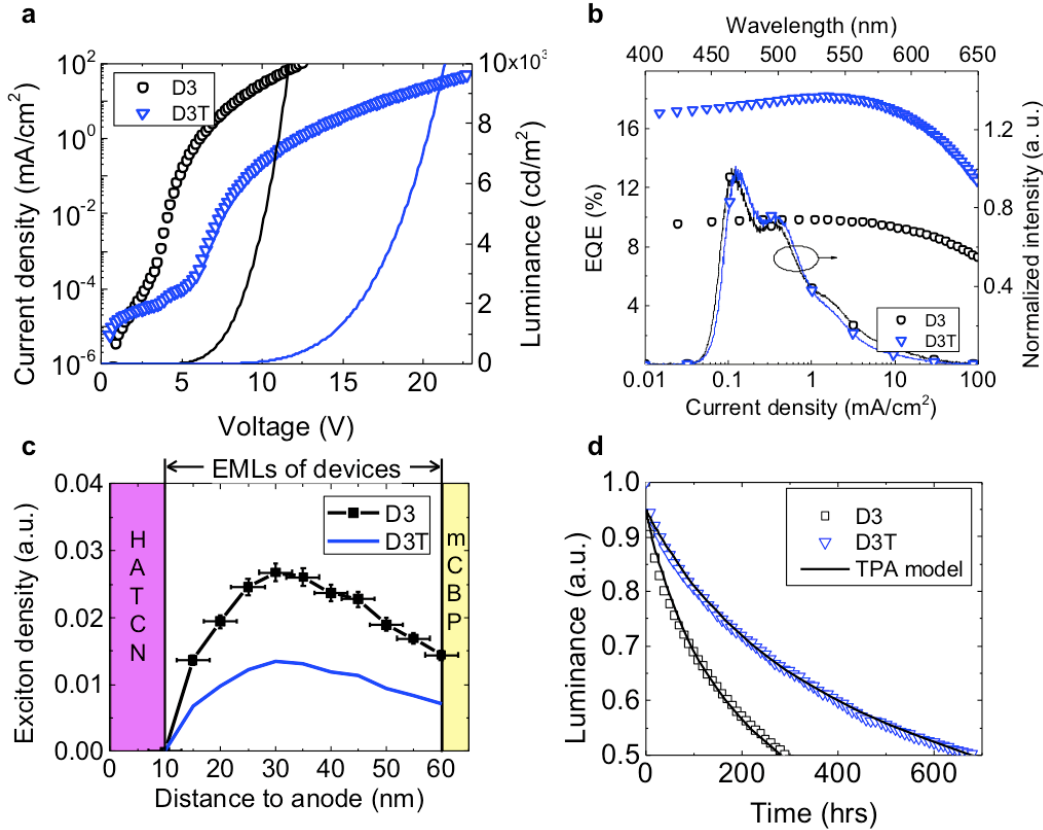 a
10²
10⁰
10⁻²
10⁻⁴
10⁻⁶
Current density (mA/cm²)
D3
D3T
0
5
10
15
20
Voltage (V)
10×10³
8
6
4
2
0
Luminance (cd/m²)
b
Wavelength (nm)
400
450
500
550
600
650
16
12
8
4
EQE (%)
D3
D3T
1.2
0.8
0.4
Normalized intensity (a. u.)
0.01
0.1
1
10
100
Current density (mA/cm²)
c
EMLs of devices
0.04
0.03
0.02
0.01
0.00
Exciton density (a.u.)
HATCN
D3
D3T
mCBP
0
10
20
30
40
50
60
Distance to anode (nm)
d
1.0
0.9
0.8
0.7
0.6
0.5
Luminance (a.u.)
D3
D3T
TPA model
0
200
400
600
Time (hrs)